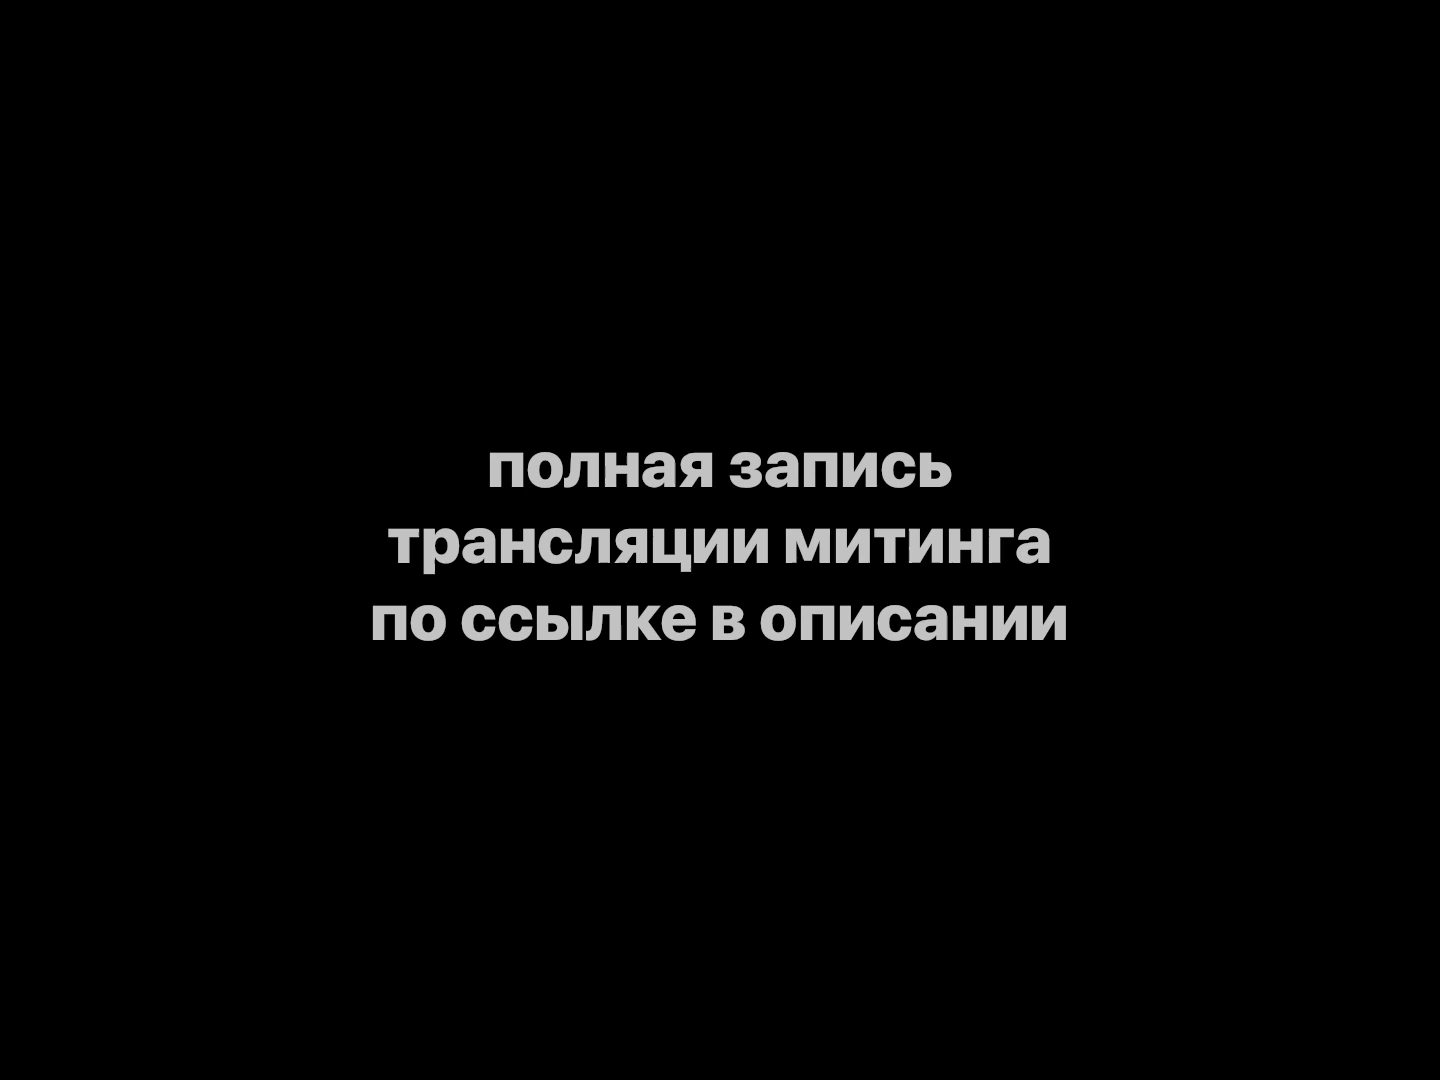 полная запись
трансляции митинга
по ссылке в описании